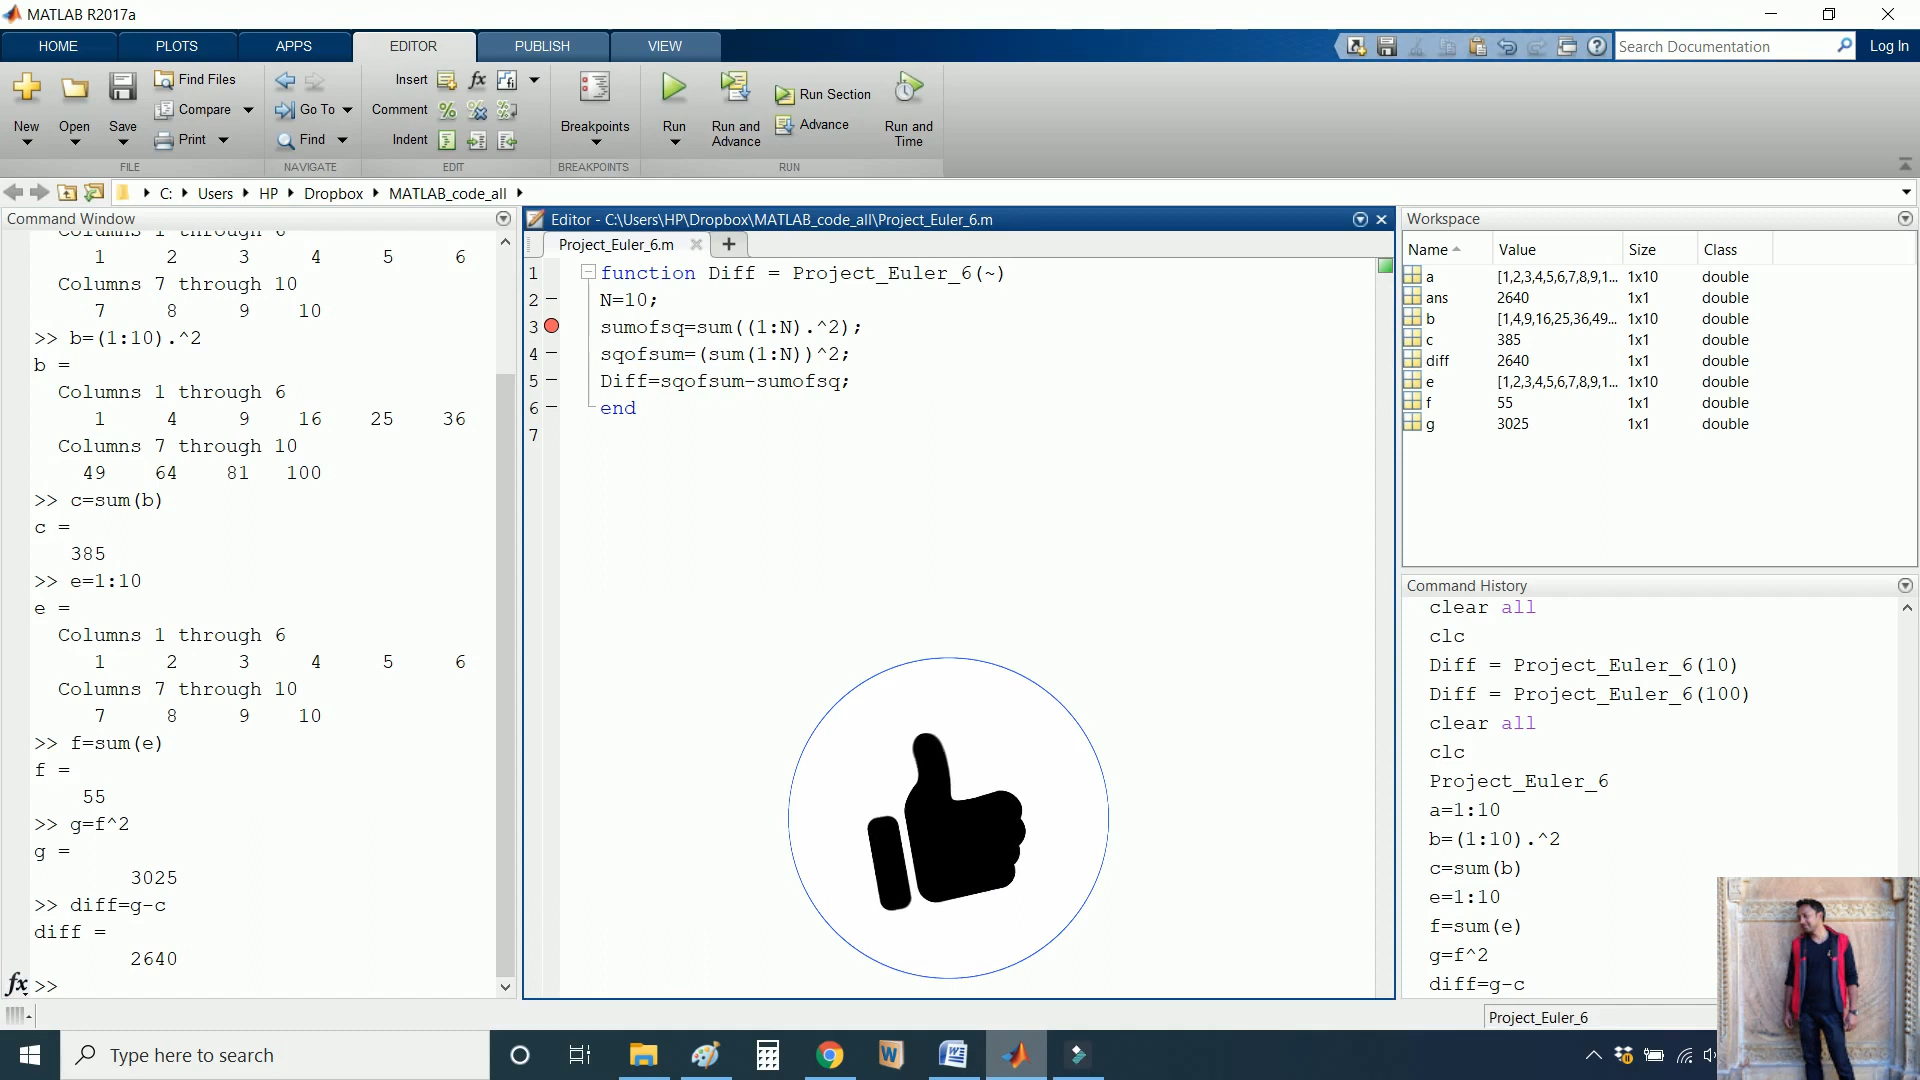 MATLAB R2017a
HOME PLOTS APPS EDITOR PUBLISH VIEW
Search Documentation
Log In
New
Open
Save
Find Files
Compare
Print
FILE
Go To
Find
NAVIGATE
Insert
Comment
Indent
EDIT
Breakpoints
BREAKPOINTS
Run
Run and
Advance
Run Section
Advance
Run and
Time
RUN
C: Users HP Dropbox MATLAB_code_all
Command Window
Columns 1 through 6
1 2 3 4 5 6
Columns 7 through 10
7 8 9 10
>> b=(1:10).^2
b =
Columns 1 through 6
1 4 9 16 25 36
Columns 7 through 10
49 64 81 100
>> c=sum(b)
c =
385
>> e=1:10
e =
Columns 1 through 6
1 2 3 4 5 6
Columns 7 through 10
7 8 9 10
>> f=sum(e)
f =
55
>> g=f^2
g =
3025
>> diff=g-c
diff =
2640
fx >>
Editor - C:\Users\HP\Dropbox\MATLAB_code_all\Project_Euler_6.m
Project_Euler_6.m
1 function Diff = Project_Euler_6(~)
2 N=10;
3 sumofsq=sum((1:N).^2);
4 sqofsum=(sum(1:N))^2;
5 Diff=sqofsum-sumofsq;
6 end
7
Workspace
Name Value Size Class
a [1,2,3,4,5,6,7,8,9,1... 1x10 double
ans 2640 1x1 double
b [1,4,9,16,25,36,49... 1x10 double
c 385 1x1 double
diff 2640 1x1 double
e [1,2,3,4,5,6,7,8,9,1... 1x10 double
f 55 1x1 double
g 3025 1x1 double
Command History
clear all
clc
Diff = Project_Euler_6(10)
Diff = Project_Euler_6(100)
clear all
clc
Project_Euler_6
a=1:10
b=(1:10).^2
c=sum(b)
e=1:10
f=sum(e)
g=f^2
diff=g-c
Project_Euler_6
Type here to search